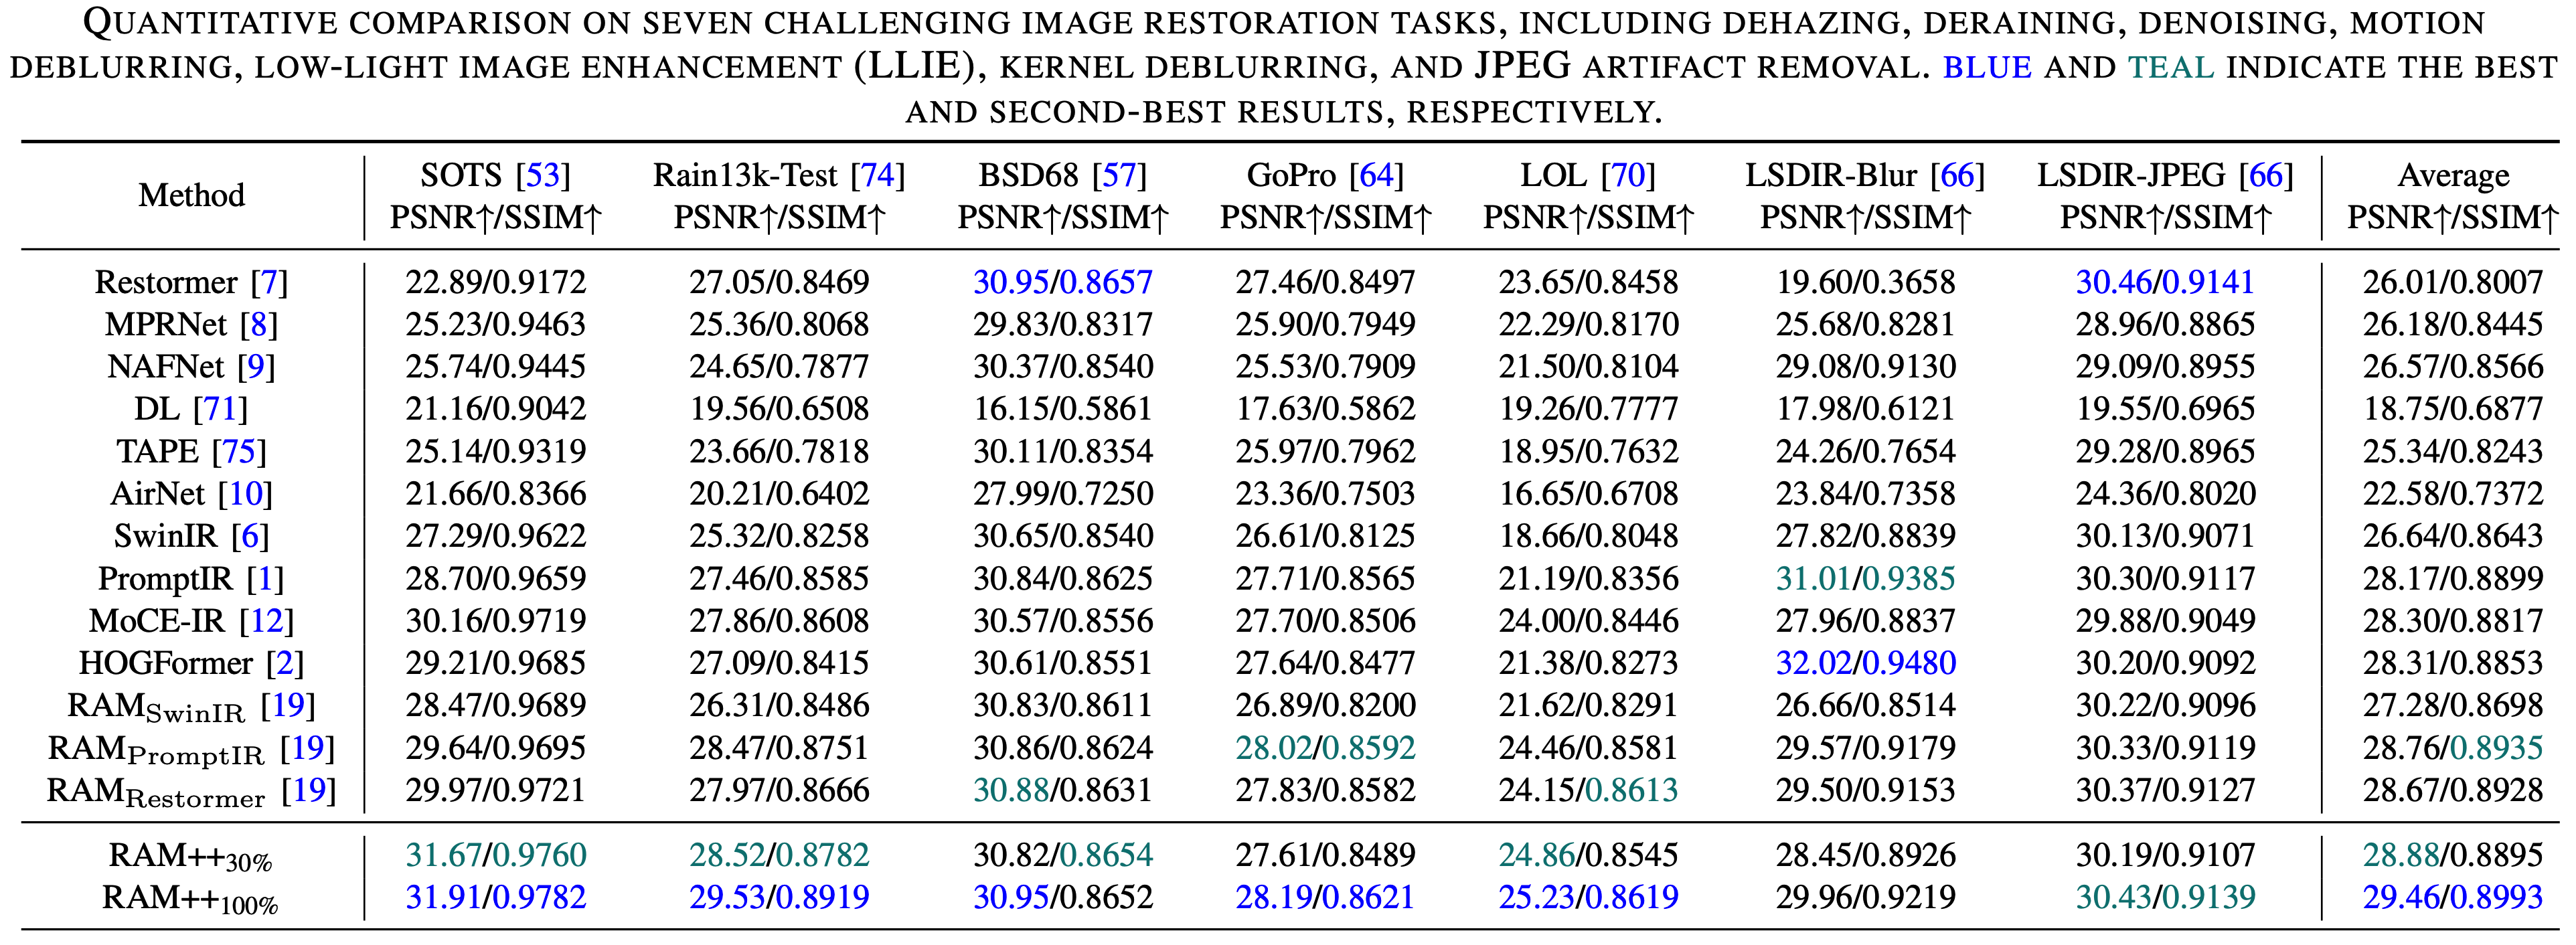 QUANTITATIVE COMPARISON ON SEVEN CHALLENGING IMAGE RESTORATION TASKS, INCLUDING DEHAZING, DERAINING, DENOISING, MOTION
DEBLURRING, LOW-LIGHT IMAGE ENHANCEMENT (LLIE), KERNEL DEBLURRING, AND JPEG ARTIFACT REMOVAL. BLUE AND TEAL INDICATE THE BEST
AND SECOND-BEST RESULTS, RESPECTIVELY.
Method SOTS [53] Rain13k-Test [74] BSD68 [57] GoPro [64] LOL [70] LSDIR-Blur [66] LSDIR-JPEG [66] Average
PSNR↑/SSIM↑ PSNR↑/SSIM↑ PSNR↑/SSIM↑ PSNR↑/SSIM↑ PSNR↑/SSIM↑ PSNR↑/SSIM↑ PSNR↑/SSIM↑ PSNR↑/SSIM↑
Restormer [7] 22.89/0.9172 27.05/0.8469 30.95/0.8657 27.46/0.8497 23.65/0.8458 19.60/0.3658 30.46/0.9141 26.01/0.8007
MPRNet [8] 25.23/0.9463 25.36/0.8068 29.83/0.8317 25.90/0.7949 22.29/0.8170 25.68/0.8281 28.96/0.8865 26.18/0.8445
NAFNet [9] 25.74/0.9445 24.65/0.7877 30.37/0.8540 25.53/0.7909 21.50/0.8104 29.08/0.9130 29.09/0.8955 26.57/0.8566
DL [71] 21.16/0.9042 19.56/0.6508 16.15/0.5861 17.63/0.5862 19.26/0.7777 17.98/0.6121 19.55/0.6965 18.75/0.6877
TAPE [75] 25.14/0.9319 23.66/0.7818 30.11/0.8354 25.97/0.7962 18.95/0.7632 24.26/0.7654 29.28/0.8965 25.34/0.8243
AirNet [10] 21.66/0.8366 20.21/0.6402 27.99/0.7250 23.36/0.7503 16.65/0.6708 23.84/0.7358 24.36/0.8020 22.58/0.7372
SwinIR [6] 27.29/0.9622 25.32/0.8258 30.65/0.8540 26.61/0.8125 18.66/0.8048 27.82/0.8839 30.13/0.9071 26.64/0.8643
PromptIR [1] 28.70/0.9659 27.46/0.8585 30.84/0.8625 27.71/0.8565 21.19/0.8356 31.01/0.9385 30.30/0.9117 28.17/0.8899
MoCE-IR [12] 30.16/0.9719 27.86/0.8608 30.57/0.8556 27.70/0.8506 24.00/0.8446 27.96/0.8837 29.88/0.9049 28.30/0.8817
HOGFormer [2] 29.21/0.9685 27.09/0.8415 30.61/0.8551 27.64/0.8477 21.38/0.8273 32.02/0.9480 30.20/0.9092 28.31/0.8853
RAMSwinIR [19] 28.47/0.9689 26.31/0.8486 30.83/0.8611 26.89/0.8200 21.62/0.8291 26.66/0.8514 30.22/0.9096 27.28/0.8698
RAMPromptIR [19] 29.64/0.9695 28.47/0.8751 30.86/0.8624 28.02/0.8592 24.46/0.8581 29.57/0.9179 30.33/0.9119 28.76/0.8935
RAMRestormer [19] 29.97/0.9721 27.97/0.8666 30.88/0.8631 27.83/0.8582 24.15/0.8613 29.50/0.9153 30.37/0.9127 28.67/0.8928
RAM++30% 31.67/0.9760 28.52/0.8782 30.82/0.8654 27.61/0.8489 24.86/0.8545 28.45/0.8926 30.19/0.9107 28.88/0.8895
RAM++100% 31.91/0.9782 29.53/0.8919 30.95/0.8652 28.19/0.8621 25.23/0.8619 29.96/0.9219 30.43/0.9139 29.46/0.8993